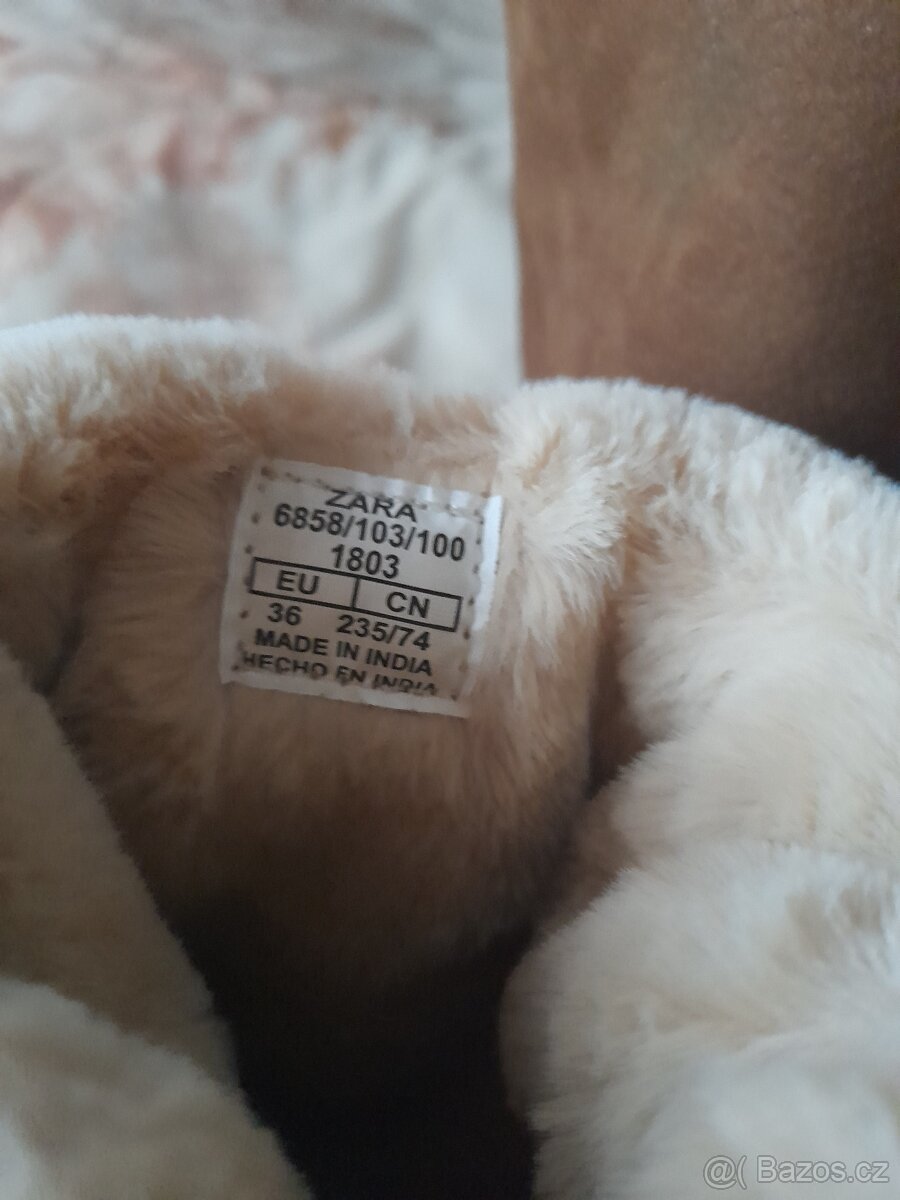 ZARA
6858/103/100
1803
EU CN
36 235/74
MADE IN INDIA
HECHO EN INDIA
@( Bazos.cz